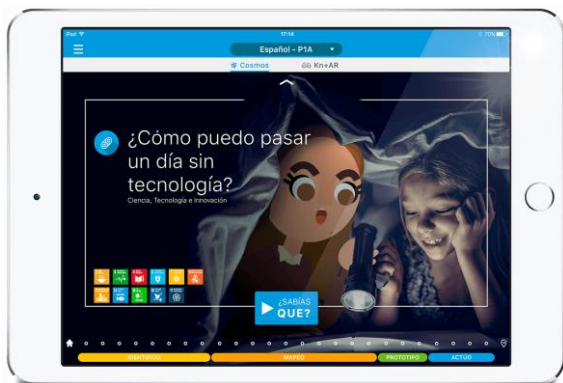 iPad
17:14
70%
Español - P1A
Cosmos
Kn+AR
¿Cómo puedo pasar
un día sin
tecnología?
Ciencia, Tecnología e Innovación
¿SABÍAS
QUE?
IDENTIFICO
MAPEO
PROTOTIPO
ACTÚO